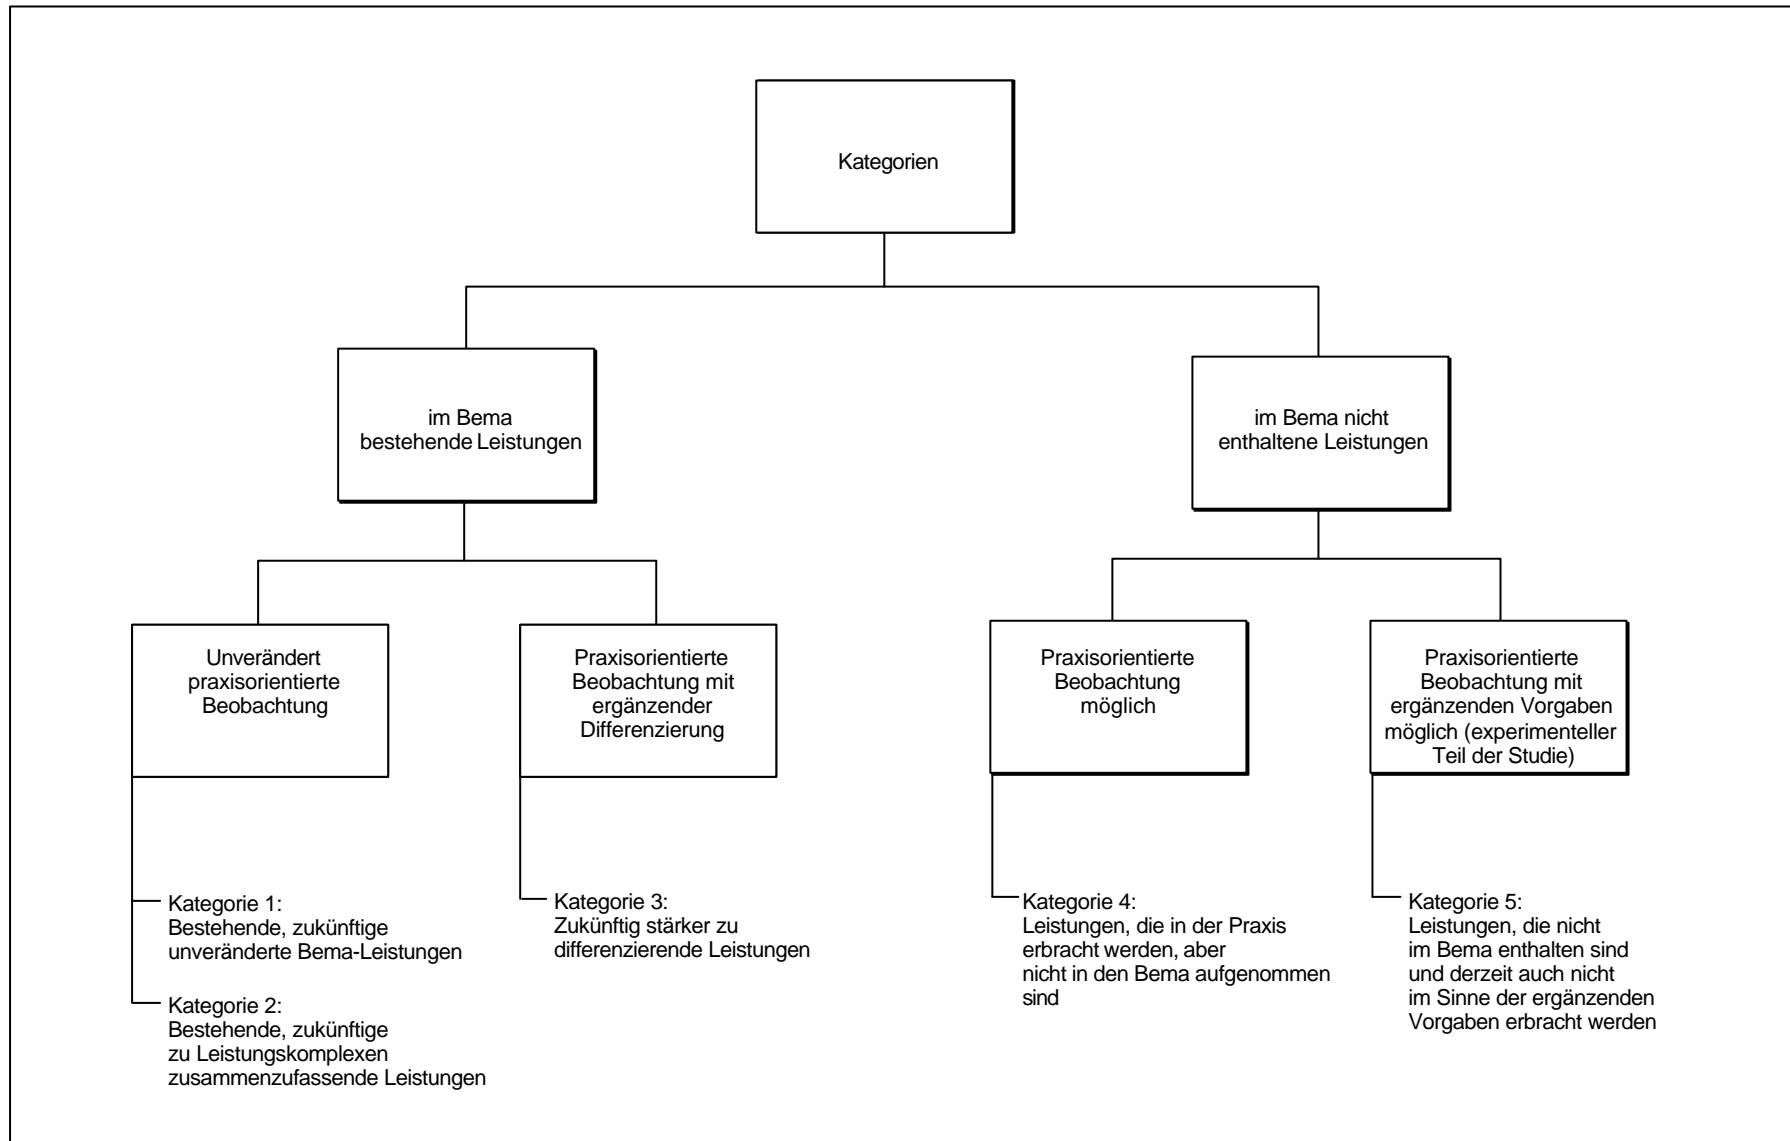 Kategorien
im Bema
bestehende Leistungen
im Bema nicht
enthaltene Leistungen
Unverändert
praxisorientierte
Beobachtung
Praxisorientierte
Beobachtung mit
ergänzender
Differenzierung
Praxisorientierte
Beobachtung
möglich
Praxisorientierte
Beobachtung mit
ergänzenden Vorgaben
möglich (experimenteller
Teil der Studie)
Kategorie 1:
Bestehende, zukünftige
unveränderte Bema-Leistungen
Kategorie 2:
Bestehende, zukünftige
zu Leistungskomplexen
zusammenzufassende Leistungen
Kategorie 3:
Zukünftig stärker zu
differenzierende Leistungen
Kategorie 4:
Leistungen, die in der Praxis
erbracht werden, aber
nicht in den Bema aufgenommen
sind
Kategorie 5:
Leistungen, die nicht
im Bema enthalten sind
und derzeit auch nicht
im Sinne der ergänzenden
Vorgaben erbracht werden